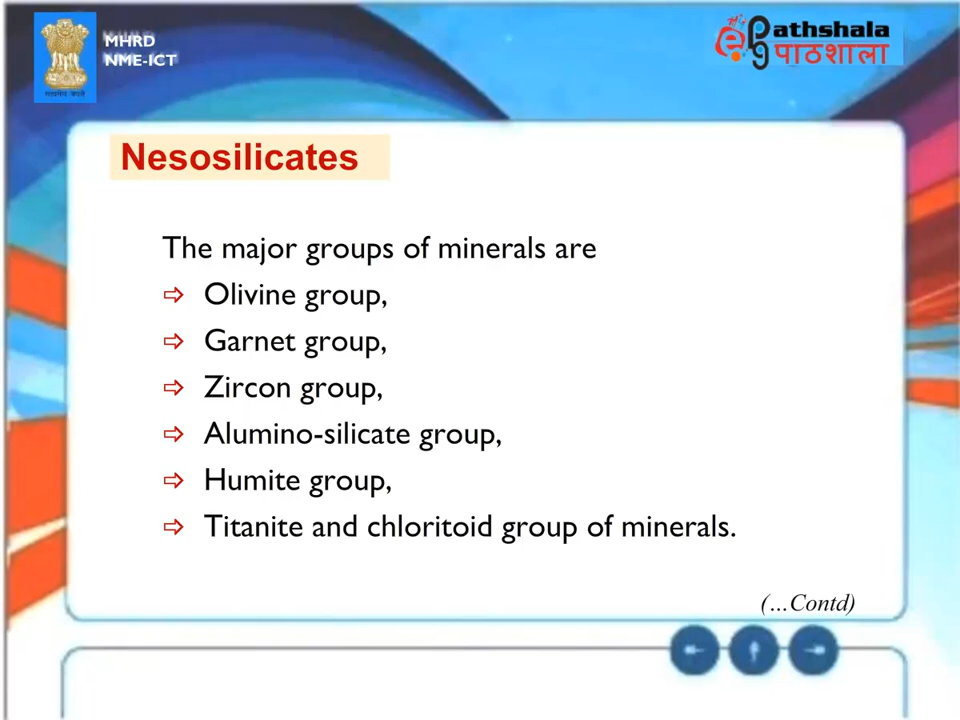 MHRD
NME-ICT
athshala
पाठशाला
Nesosilicates
The major groups of minerals are
⇨ Olivine group,
⇨ Garnet group,
⇨ Zircon group,
⇨ Alumino-silicate group,
⇨ Humite group,
⇨ Titanite and chloritoid group of minerals.
(...Contd)